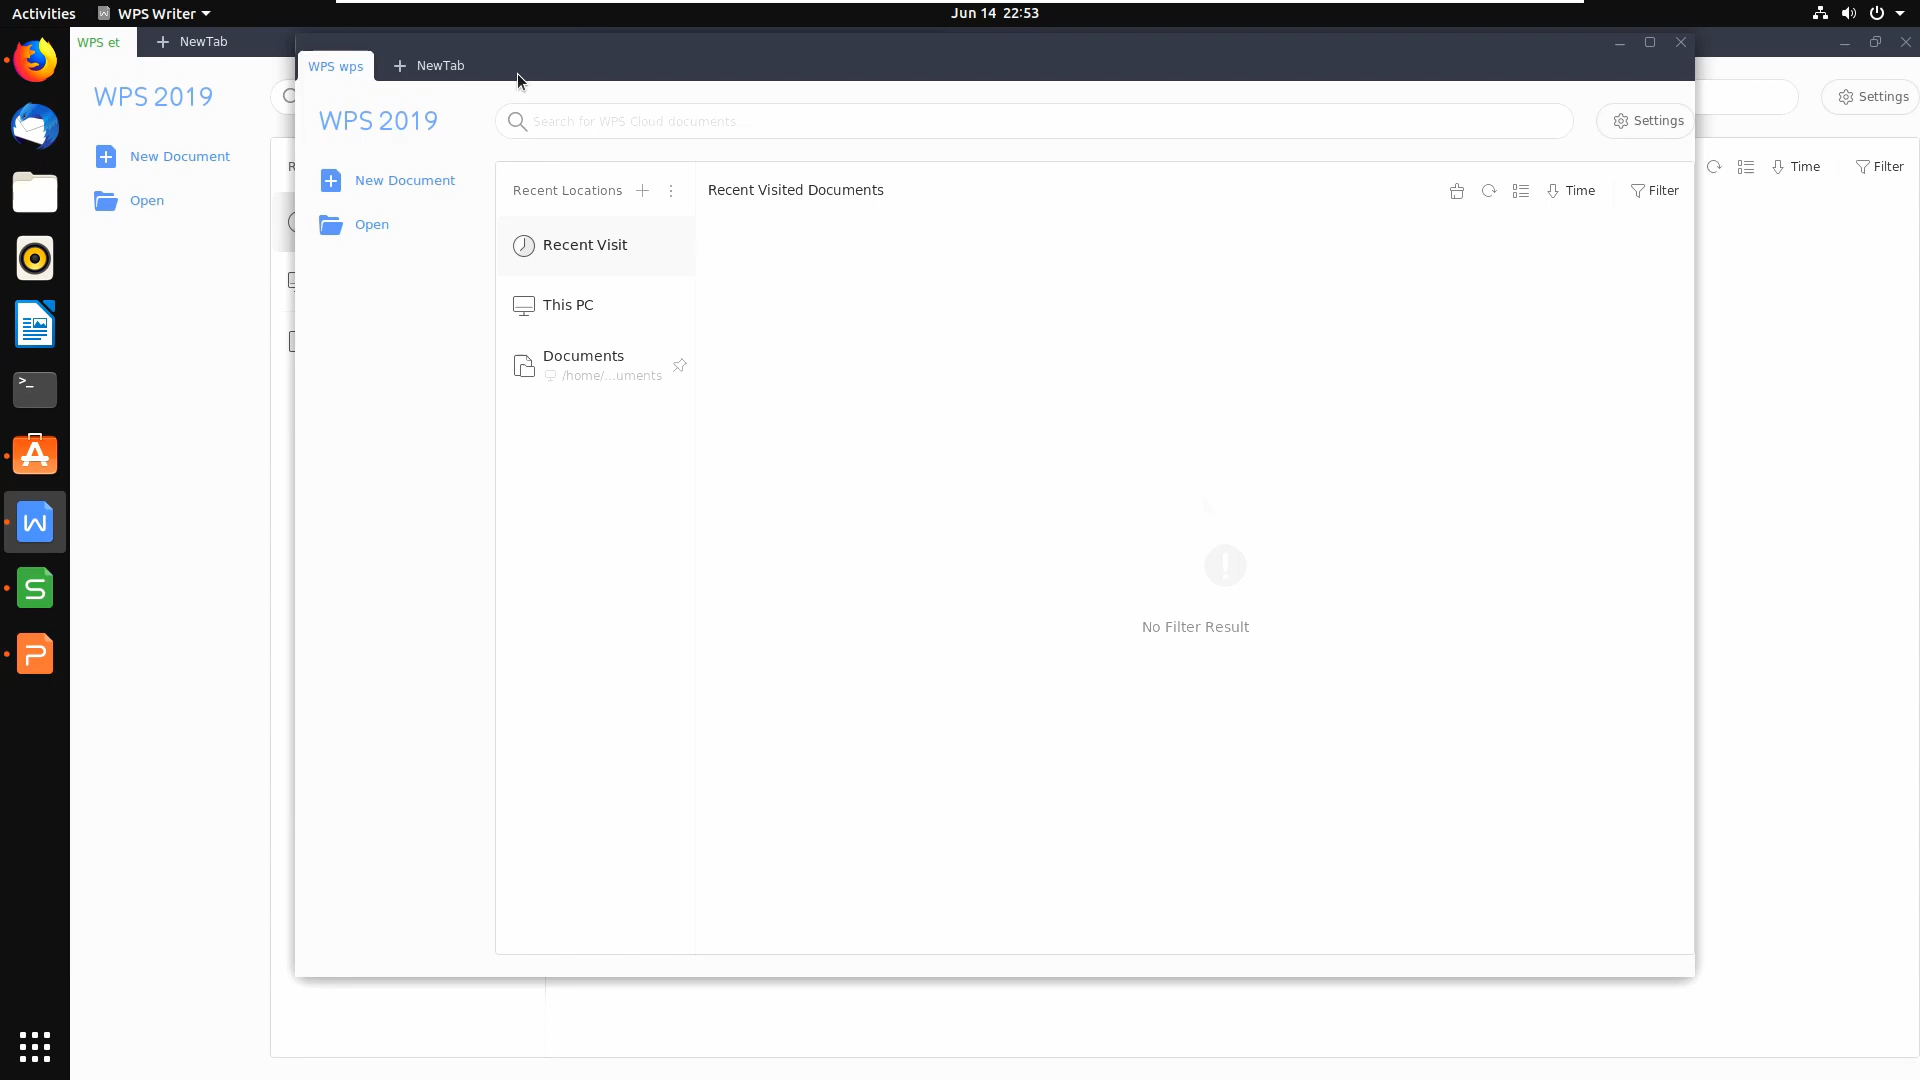 Activities WPS Writer Jun 14 22:53
WPS et NewTab
WPS wps NewTab
WPS 2019 Settings
WPS 2019 Search for WPS Cloud documents Settings
New Document
Open
Time Filter
New Document
Open
Recent Locations Recent Visited Documents Time Filter
Recent Visit
This PC
Documents
/home/...uments
No Filter Result